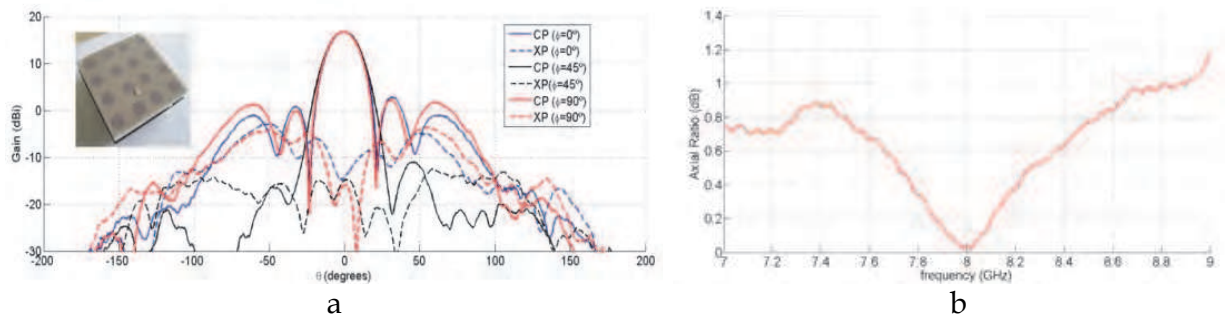 20
10
0
-10
-20
-30
Gain (dBi)
-200
-150
-100
-50
0
50
100
150
200
θ (degrees)
CP (ϕ=0º)
XP (ϕ=0º)
CP (ϕ=45º)
XP(ϕ=45º)
CP (ϕ=90º)
XP (ϕ=90º)
a
1.4
1.2
1
0.8
0.6
0.4
0.2
0
Axial Ratio (dB)
7
7.2
7.4
7.6
7.8
8
8.2
8.4
8.6
8.8
9
frequency (GHz)
b